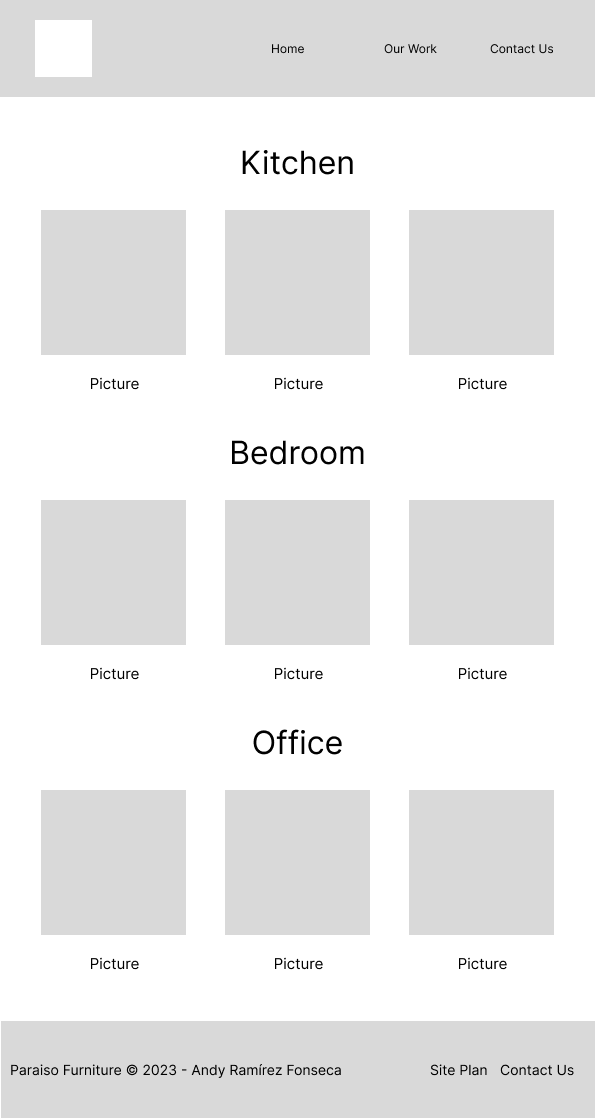 Home Our Work Contact Us
Kitchen
Picture Picture Picture
Bedroom
Picture Picture Picture
Office
Picture Picture Picture
Paraiso Furniture © 2023 - Andy Ramírez Fonseca Site Plan Contact Us